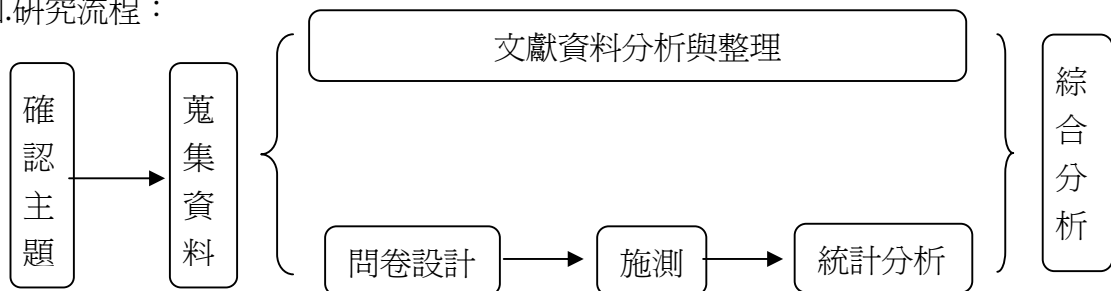 .研究流程：
文獻資料分析與整理
確認主題
蒐集資料
綜合分析
問卷設計
施測
統計分析